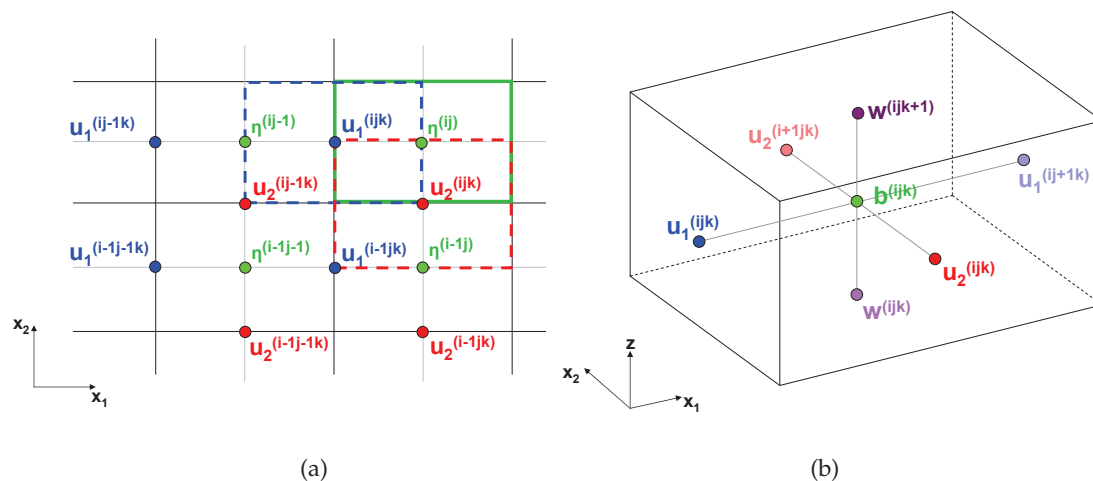 u₁(ij-1k) η(ij-1) u₁(ijk) η(ij)
u₂(ij-1k) u₂(ijk)
u₁(i-1j-1k) η(i-1j-1) u₁(i-1jk) η(i-1j)
u₂(i-1j-1k) u₂(i-1jk)
x₂
x₁
(a)
w(ijk+1)
u₂(i+1jk)
u₁(ij+1k)
b(ijk)
u₁(ijk)
u₂(ijk)
w(ijk)
z
x₂
x₁
(b)